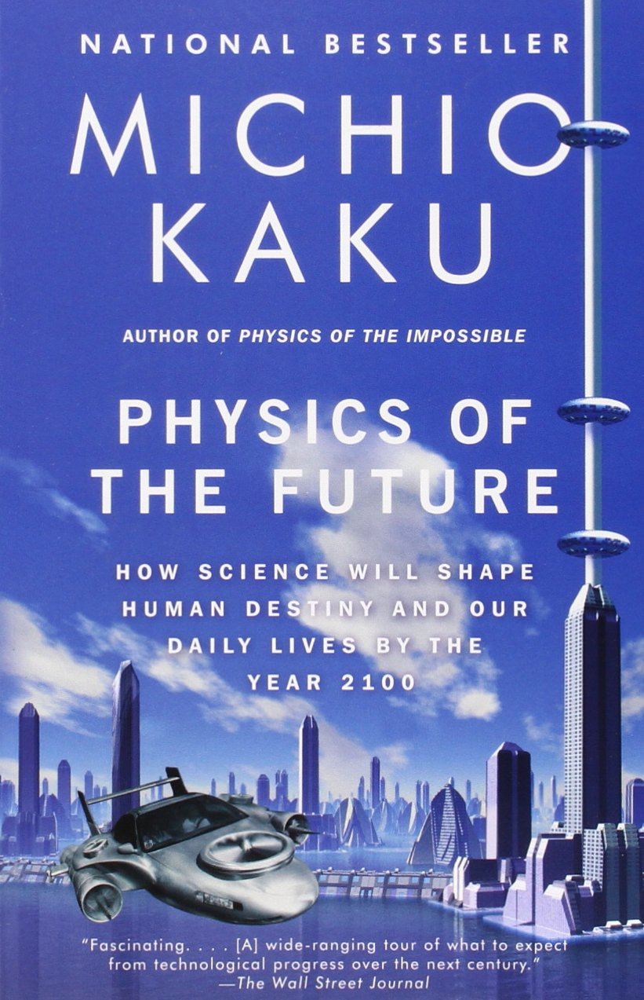 NATIONAL BESTSELLER
MICHIO
KAKU
AUTHOR OF PHYSICS OF THE IMPOSSIBLE
PHYSICS OF
THE FUTURE
HOW SCIENCE WILL SHAPE
HUMAN DESTINY AND OUR
DAILY LIVES BY THE
YEAR 2100
“Fascinating. . . . [A] wide-ranging tour of what to expect
from technological progress over the next century.”
—The Wall Street Journal